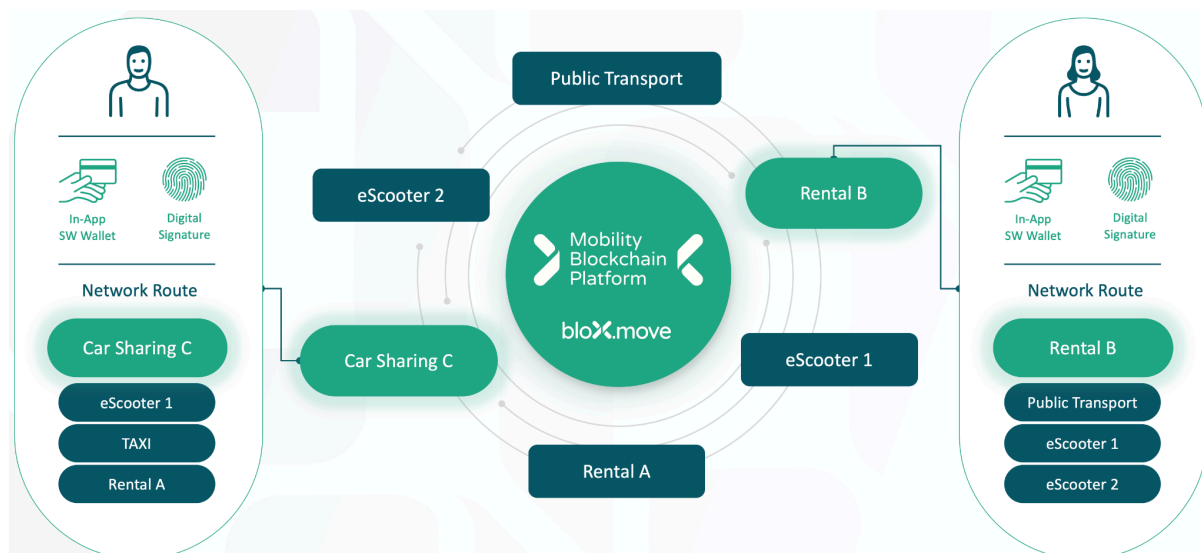 In-App
SW Wallet
Digital
Signature
Network Route
Car Sharing C
eScooter 1
TAXI
Rental A
Public Transport
eScooter 2
Rental B
Mobility
Blockchain
Platform
bloX.move
Car Sharing C
eScooter 1
Rental A
In-App
SW Wallet
Digital
Signature
Network Route
Rental B
Public Transport
eScooter 1
eScooter 2